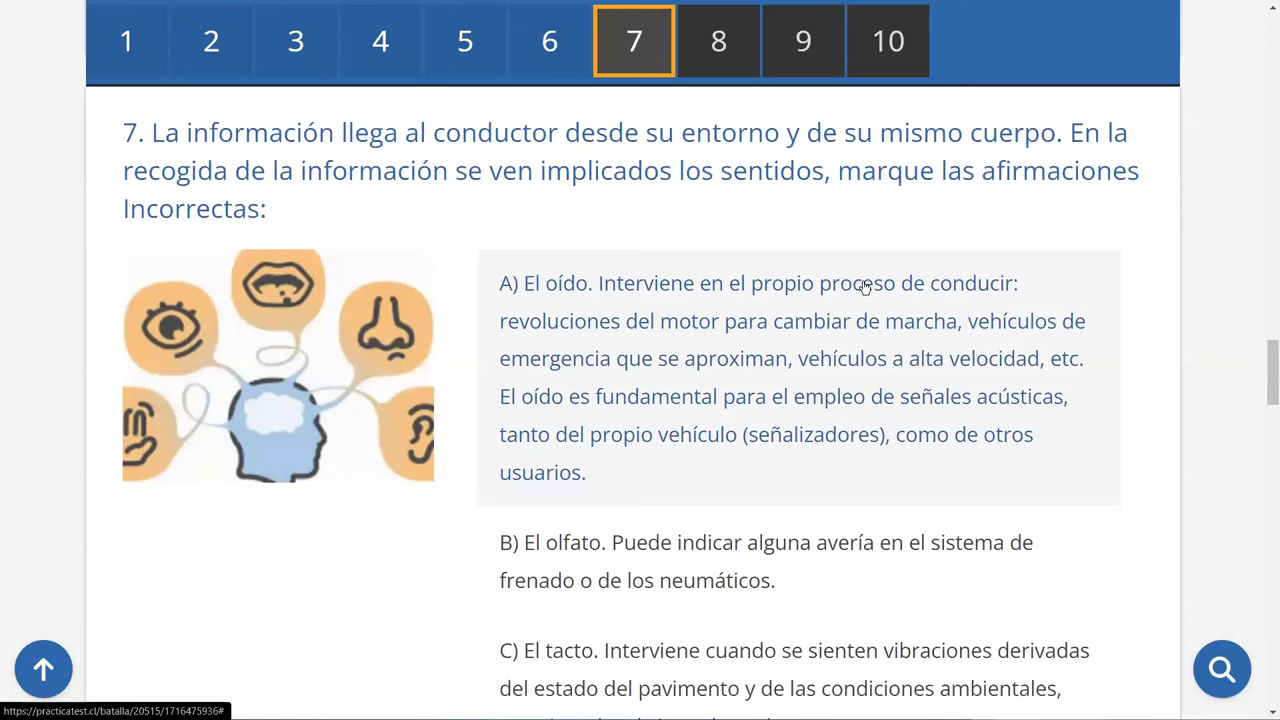 1 2 3 4 5 6 7 8 9 10
7. La información llega al conductor desde su entorno y de su mismo cuerpo. En la
recogida de la información se ven implicados los sentidos, marque las afirmaciones
Incorrectas:
A) El oído. Interviene en el propio proceso de conducir:
revoluciones del motor para cambiar de marcha, vehículos de
emergencia que se aproximan, vehículos a alta velocidad, etc.
El oído es fundamental para el empleo de señales acústicas,
tanto del propio vehículo (señalizadores), como de otros
usuarios.
B) El olfato. Puede indicar alguna avería en el sistema de
frenado o de los neumáticos.
C) El tacto. Interviene cuando se sienten vibraciones derivadas
del estado del pavimento y de las condiciones ambientales,
https://practicatest.cl/batalla/20515/1716475936#